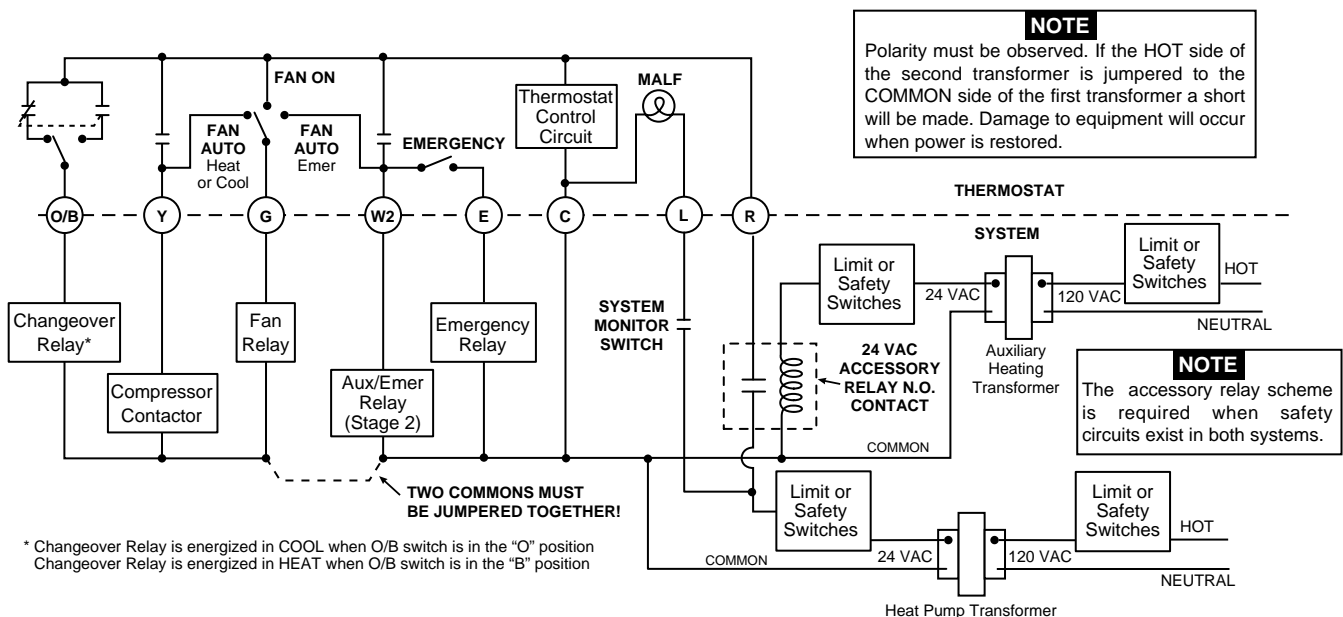 NOTE
Polarity must be observed. If the HOT side of
the second transformer is jumpered to the
COMMON side of the first transformer a short
will be made. Damage to equipment will occur
when power is restored.
FAN ON
MALF
Thermostat
Control
Circuit
FAN
AUTO
Heat
or Cool
FAN
AUTO
Emer
EMERGENCY
THERMOSTAT
O/B
Y
G
W2
E
C
L
R
SYSTEM
Changeover
Relay*
Compressor
Contactor
Fan
Relay
Aux/Emer
Relay
(Stage 2)
Emergency
Relay
SYSTEM
MONITOR
SWITCH
Limit or
Safety
Switches
24 VAC
120 VAC
Limit or
Safety
Switches
HOT
NEUTRAL
Auxiliary
Heating
Transformer
24 VAC
ACCESSORY
RELAY N.O.
CONTACT
NOTE
The accessory relay scheme
is required when safety
circuits exist in both systems.
COMMON
TWO COMMONS MUST
BE JUMPERED TOGETHER!
Limit or
Safety
Switches
24 VAC
120 VAC
Limit or
Safety
Switches
HOT
NEUTRAL
COMMON
Heat Pump Transformer
* Changeover Relay is energized in COOL when O/B switch is in the “O” position
Changeover Relay is energized in HEAT when O/B switch is in the “B” position